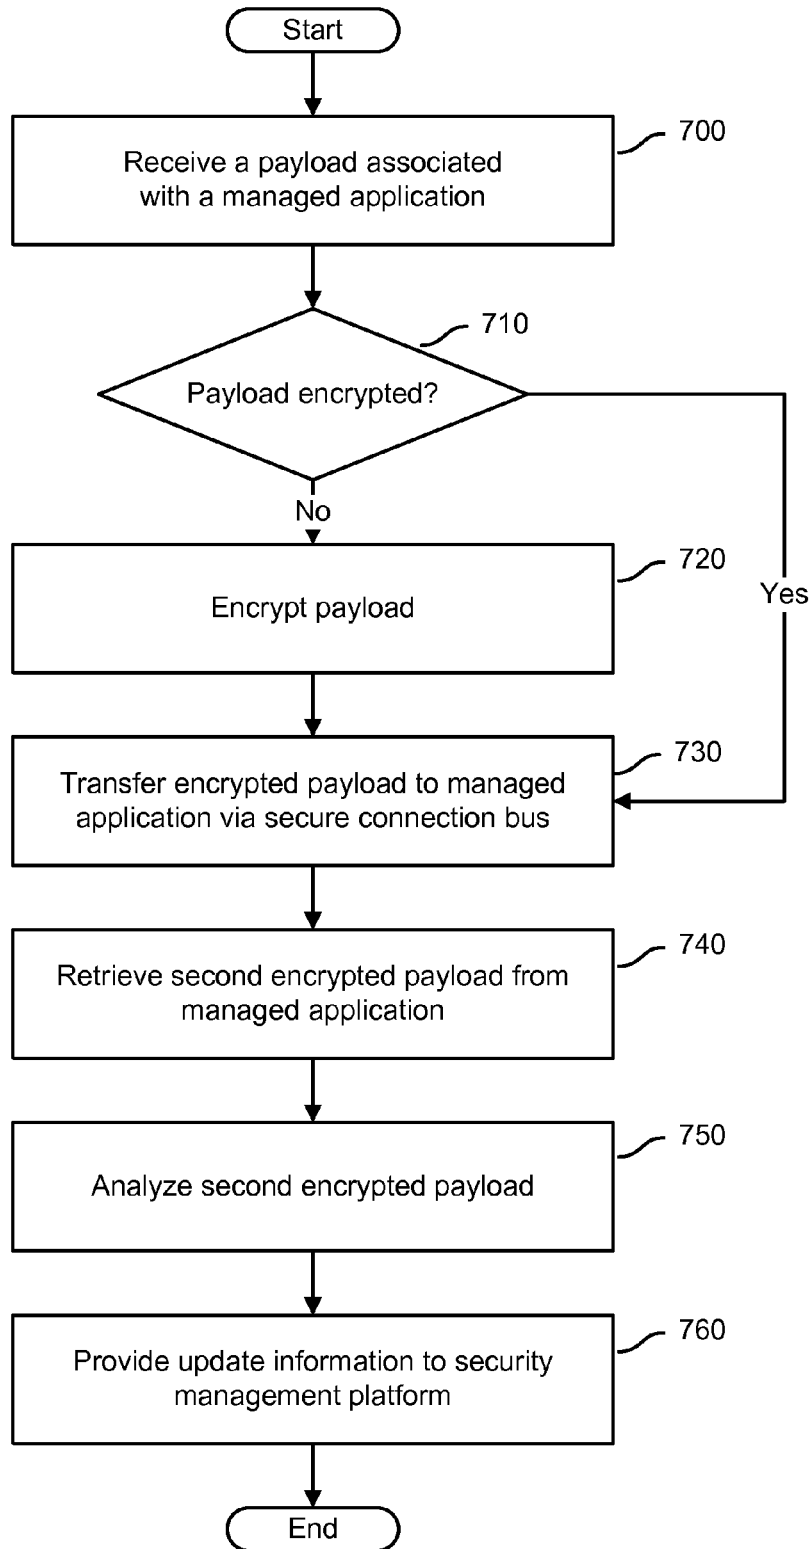 Start
700
Receive a payload associated
with a managed application
710
Payload encrypted?
No
720
Encrypt payload
Yes
730
Transfer encrypted payload to managed
application via secure connection bus
740
Retrieve second encrypted payload from
managed application
750
Analyze second encrypted payload
760
Provide update information to security
management platform
End